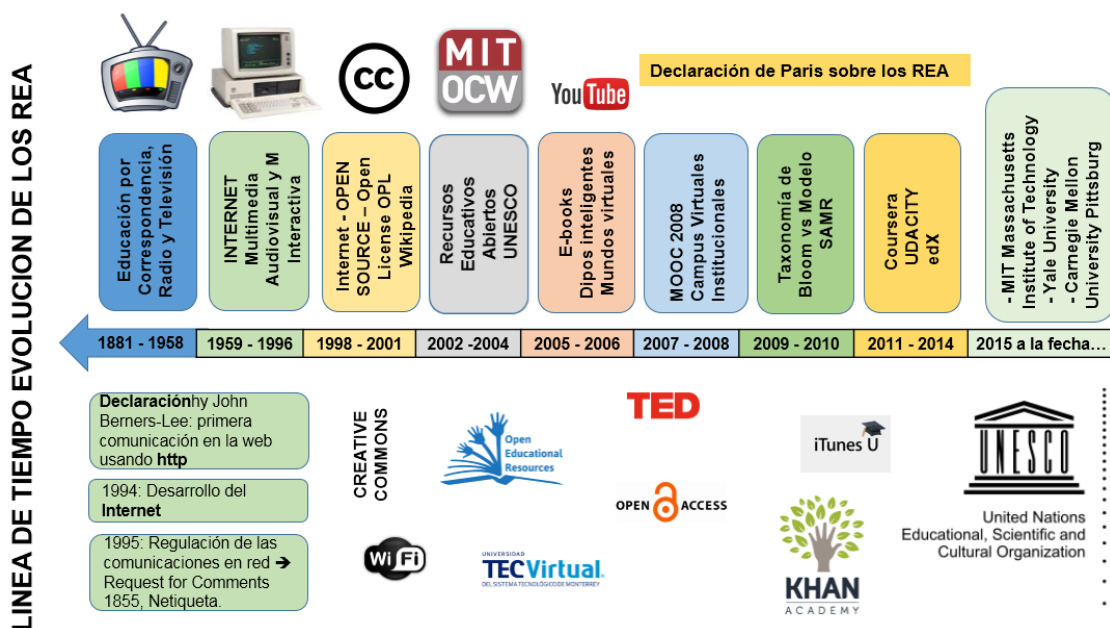 LINEA DE TIEMPO EVOLUCION DE LOS REA
CC
MIT
OCW
YouTube
Declaración de Paris sobre los REA
Educación por
Correspondencia,
Radio y Televisión
INTERNET
Multimedia
Audiovisual y M
Interactiva
Internet - OPEN
SOURCE – Open
License OPL
Wikipedia
Recursos
Educativos
Abiertos
UNESCO
E-books
Dipos inteligentes
Mundos virtuales
MOOC 2008
Campus Virtuales
Institucionales
Taxonomía de
Bloom vs Modelo
SAMR
Coursera
UDACITY
edX
- MIT Massachusetts
Institute of Technology
- Yale University
- Carnegie Mellon
University Pittsburg
1881 - 1958
1959 - 1996
1998 - 2001
2002 -2004
2005 - 2006
2007 - 2008
2009 - 2010
2011 - 2014
2015 a la fecha…
Declaraciónhy John
Berners-Lee: primera
comunicación en la web
usando http
1994: Desarrollo del
Internet
1995: Regulación de las
comunicaciones en red ➔
Request for Comments
1855, Netiqueta.
CREATIVE
COMMONS
Wi Fi
Open
Educational
Resources
UNIVERSIDAD
TECVirtual.
DEL SISTEMA TECNOLÓGICO DE MONTERREY
TED
OPEN ACCESS
iTunes U
KHAN
ACADEMY
UNESCO
United Nations
Educational, Scientific and
Cultural Organization